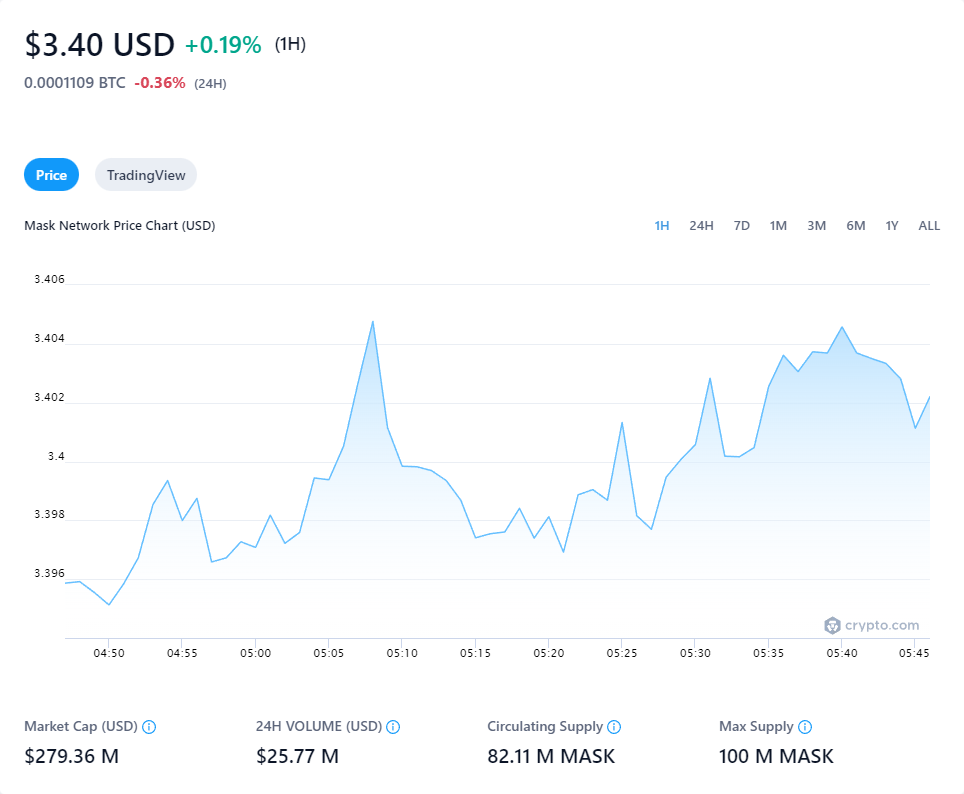 $3.40 USD +0.19% (1H)
0.0001109 BTC -0.36% (24H)
Price TradingView
Mask Network Price Chart (USD) 1H 24H 7D 1M 3M 6M 1Y ALL
3.406
3.404
3.402
3.4
3.398
3.396
crypto.com
04:50 04:55 05:00 05:05 05:10 05:15 05:20 05:25 05:30 05:35 05:40 05:45
Market Cap (USD) 24H VOLUME (USD) Circulating Supply Max Supply
$279.36 M $25.77 M 82.11 M MASK 100 M MASK